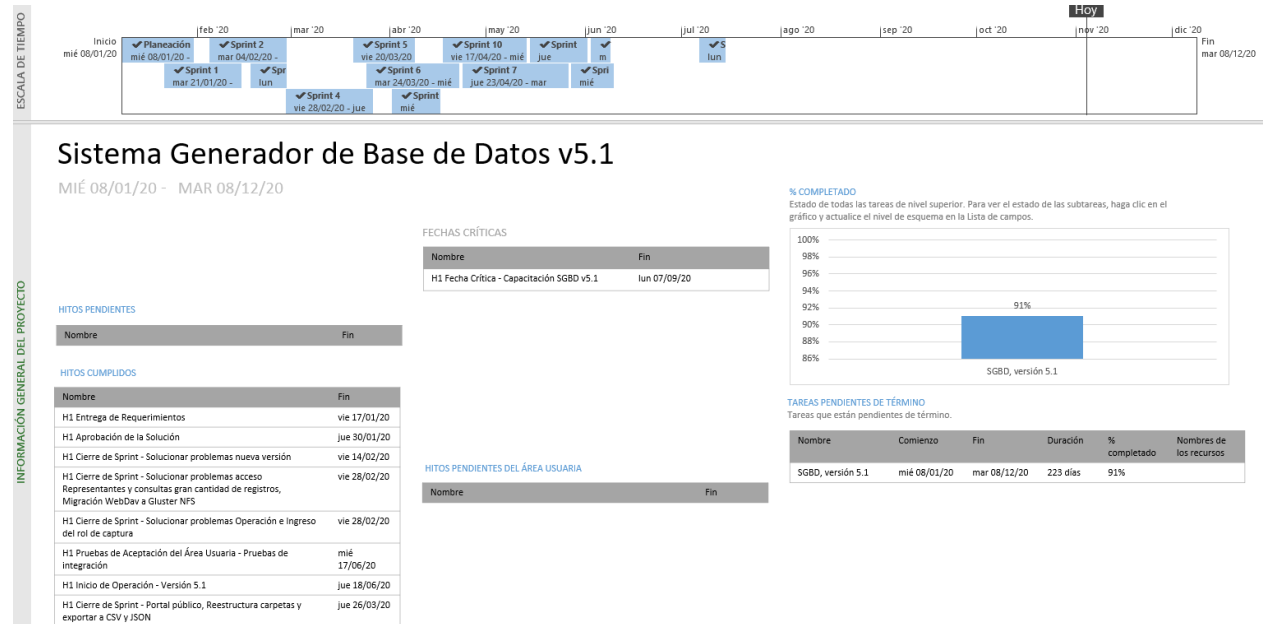 ESCALA DE TIEMPO
Hoy
feb '20 mar '20 abr '20 may '20 jun '20 jul '20 ago '20 sep '20 oct '20 nov '20 dic '20
Inicio
mié 08/01/20
Planeación
mié 08/01/20 -
Sprint 2
mar 04/02/20 -
Sprint 5
vie 20/03/20
Sprint 10
vie 17/04/20 - mié
Sprint
jue
m
S
lun
Fin
mar 08/12/20
Sprint 1
mar 21/01/20 -
Spr
lun
Sprint 6
mar 24/03/20 - mié
Sprint 7
jue 23/04/20 - mar
Spri
mié
Sprint 4
vie 28/02/20 - jue
Sprint
mié
INFORMACIÓN GENERAL DEL PROYECTO
Sistema Generador de Base de Datos v5.1
MIÉ 08/01/20 - MAR 08/12/20
HITOS PENDIENTES
Nombre Fin
HITOS CUMPLIDOS
Nombre Fin
H1 Entrega de Requerimientos vie 17/01/20
H1 Aprobación de la Solución jue 30/01/20
H1 Cierre de Sprint - Solucionar problemas nueva versión vie 14/02/20
H1 Cierre de Sprint - Solucionar problemas acceso vie 28/02/20
Representantes y consultas gran cantidad de registros,
Migración WebDav a Gluster NFS
H1 Cierre de Sprint - Solucionar problemas Operación e Ingreso vie 28/02/20
del rol de captura
H1 Pruebas de Aceptación del Área Usuaria - Pruebas de mié
integración 17/06/20
H1 Inicio de Operación - Versión 5.1 jue 18/06/20
H1 Cierre de Sprint - Portal público, Reestructura carpetas y jue 26/03/20
exportar a CSV y JSON
FECHAS CRÍTICAS
Nombre Fin
H1 Fecha Crítica - Capacitación SGBD v5.1 lun 07/09/20
HITOS PENDIENTES DEL ÁREA USUARIA
Nombre Fin
% COMPLETADO
Estado de todas las tareas de nivel superior. Para ver el estado de las subtareas, haga clic en el
gráfico y actualice el nivel de esquema en la Lista de campos.
100%
98%
96%
94%
92%
90%
88%
86%
91%
SGBD, versión 5.1
TAREAS PENDIENTES DE TÉRMINO
Tareas que están pendientes de término.
Nombre Comienzo Fin Duración % Nombres de
completado los recursos
SGBD, versión 5.1 mié 08/01/20 mar 08/12/20 223 días 91%